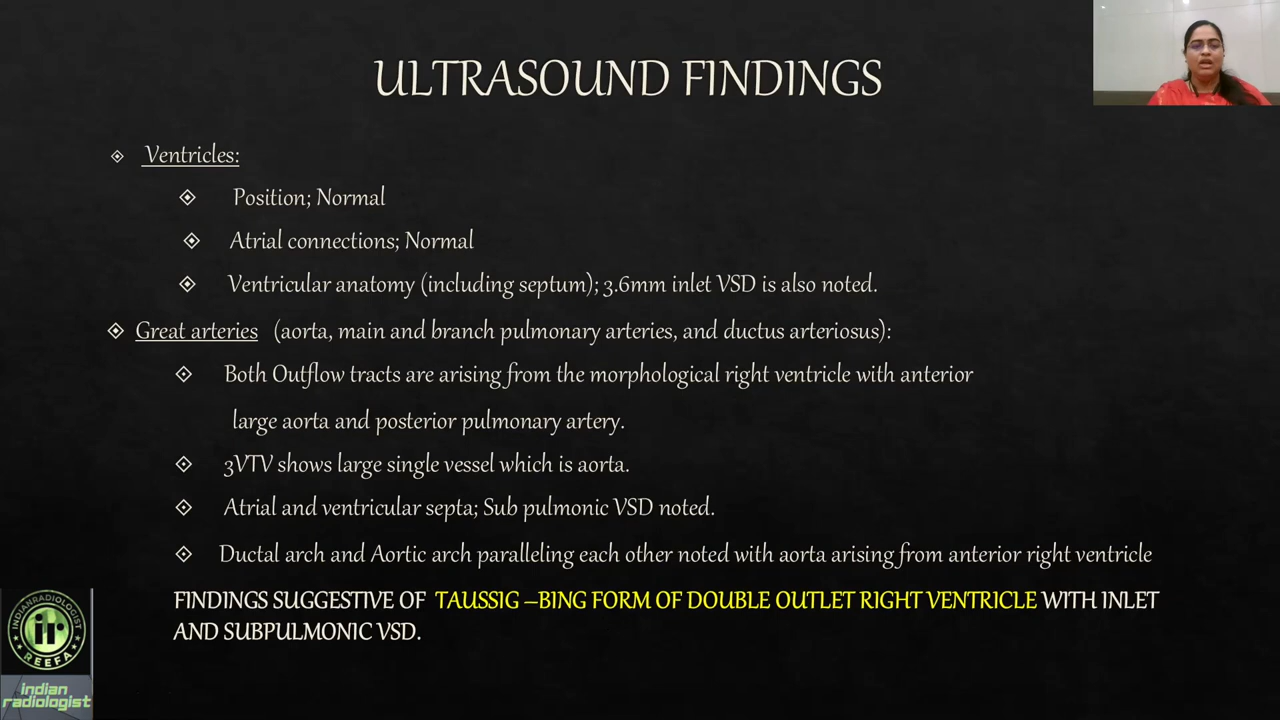 ULTRASOUND FINDINGS
Ventricles:
Position; Normal
Atrial connections; Normal
Ventricular anatomy (including septum); 3.6mm inlet VSD is also noted.
Great arteries (aorta, main and branch pulmonary arteries, and ductus arteriosus):
Both Outflow tracts are arising from the morphological right ventricle with anterior
large aorta and posterior pulmonary artery.
3VTV shows large single vessel which is aorta.
Atrial and ventricular septa; Sub pulmonic VSD noted.
Ductal arch and Aortic arch paralleling each other noted with aorta arising from anterior right ventricle
FINDINGS SUGGESTIVE OF TAUSSIG –BING FORM OF DOUBLE OUTLET RIGHT VENTRICLE WITH INLET
AND SUBPULMONIC VSD.
INDIANRADIOLOGIST
ir
REEFA
indian
radiologist